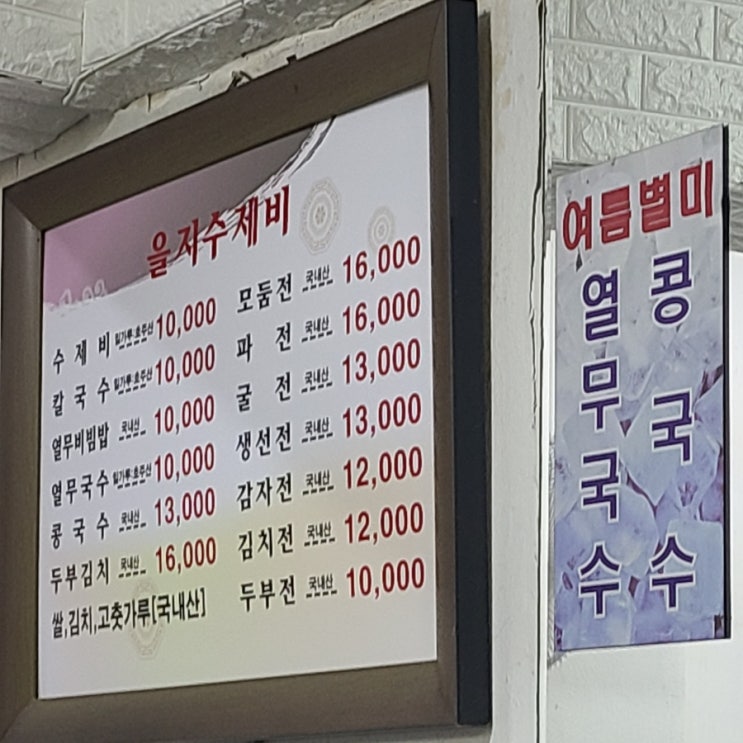 을지수제비
수제비 밀가루:호주산 10,000
칼국수 밀가루:호주산 10,000
열무비빔밥 국내산 10,000
열무국수 밀가루:호주산 10,000
콩국수 국내산 13,000
두부김치 국내산 16,000
쌀,김치,고춧가루[국내산]
모둠전 국내산 16,000
파전 국내산 16,000
굴전 국내산 13,000
생선전 국내산 13,000
감자전 국내산 12,000
김치전 국내산 12,000
두부전 국내산 10,000
여름별미
콩국수
열무국수